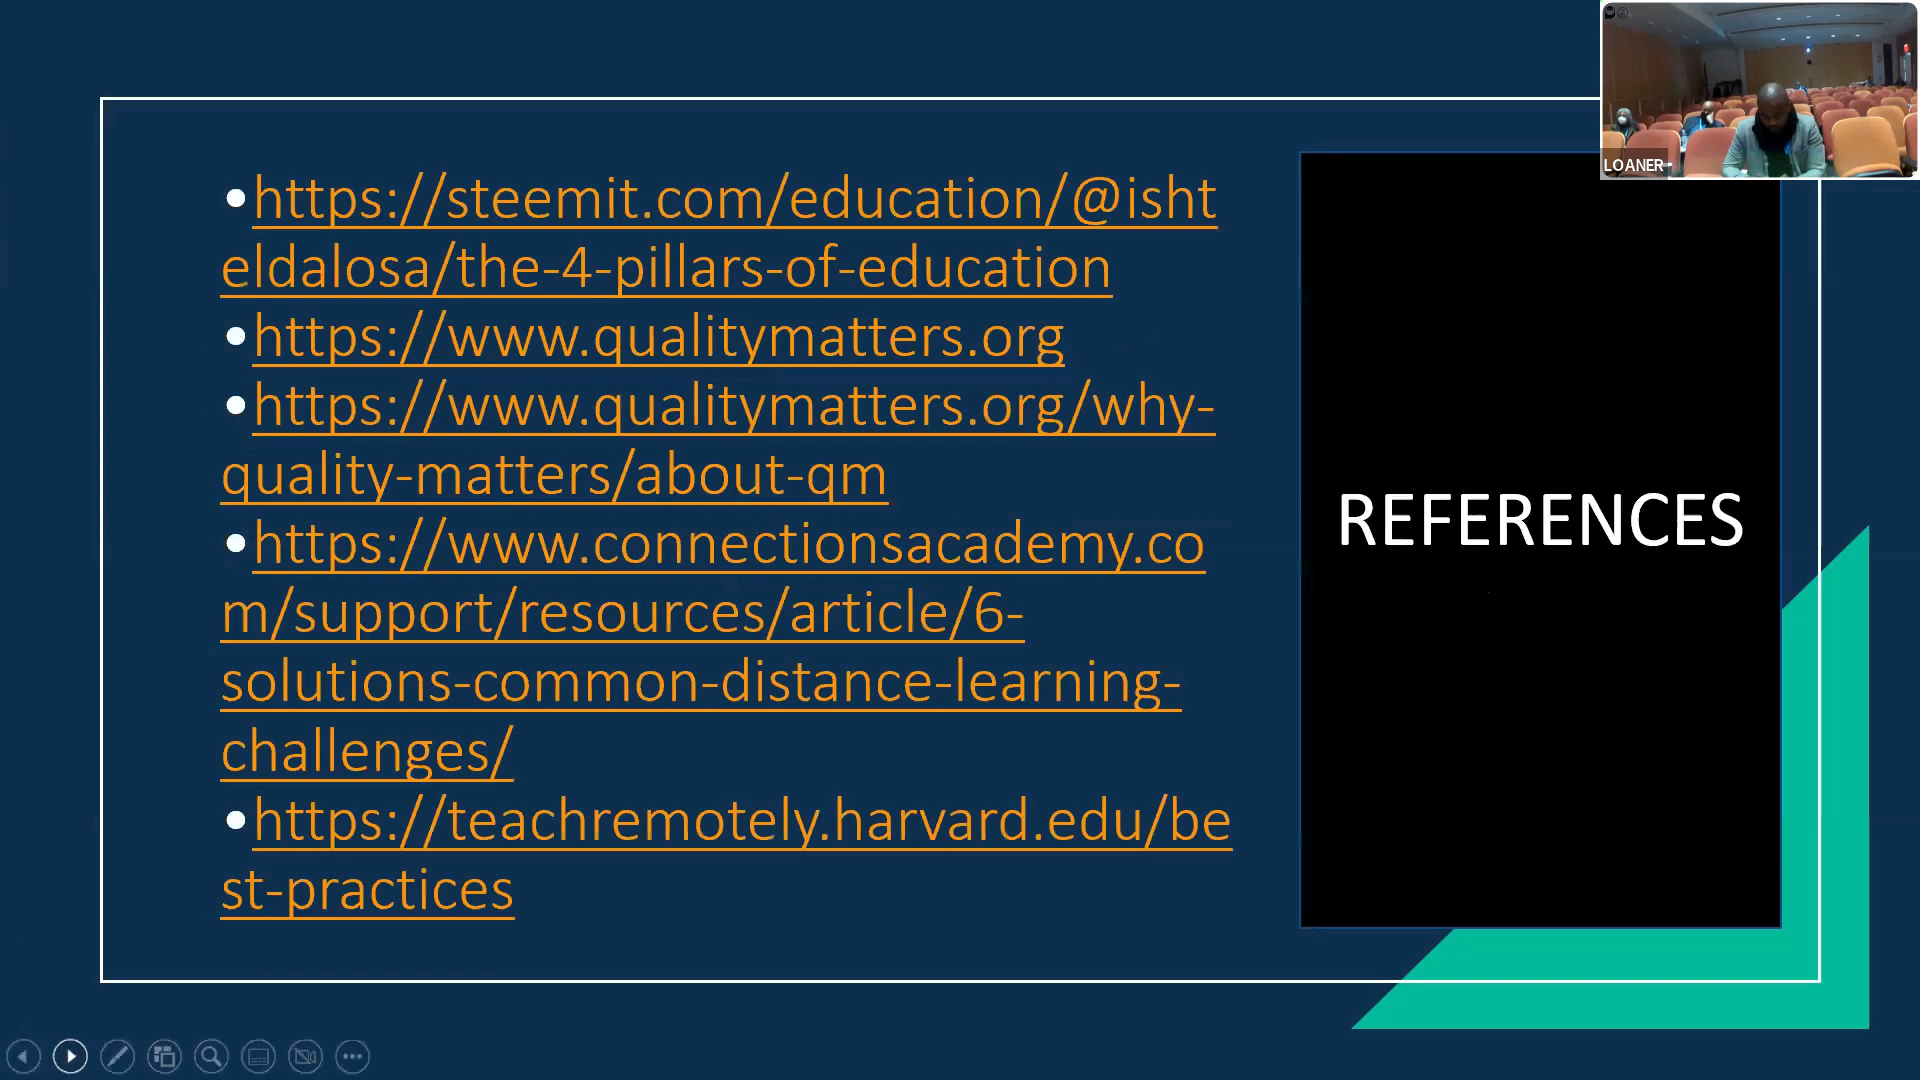 •https://steemit.com/education/@isht
eldalosa/the-4-pillars-of-education
•https://www.qualitymatters.org
•https://www.qualitymatters.org/why-
quality-matters/about-qm
•https://www.connectionsacademy.co
m/support/resources/article/6-
solutions-common-distance-learning-
challenges/
•https://teachremotely.harvard.edu/be
st-practices
REFERENCES
LOANER